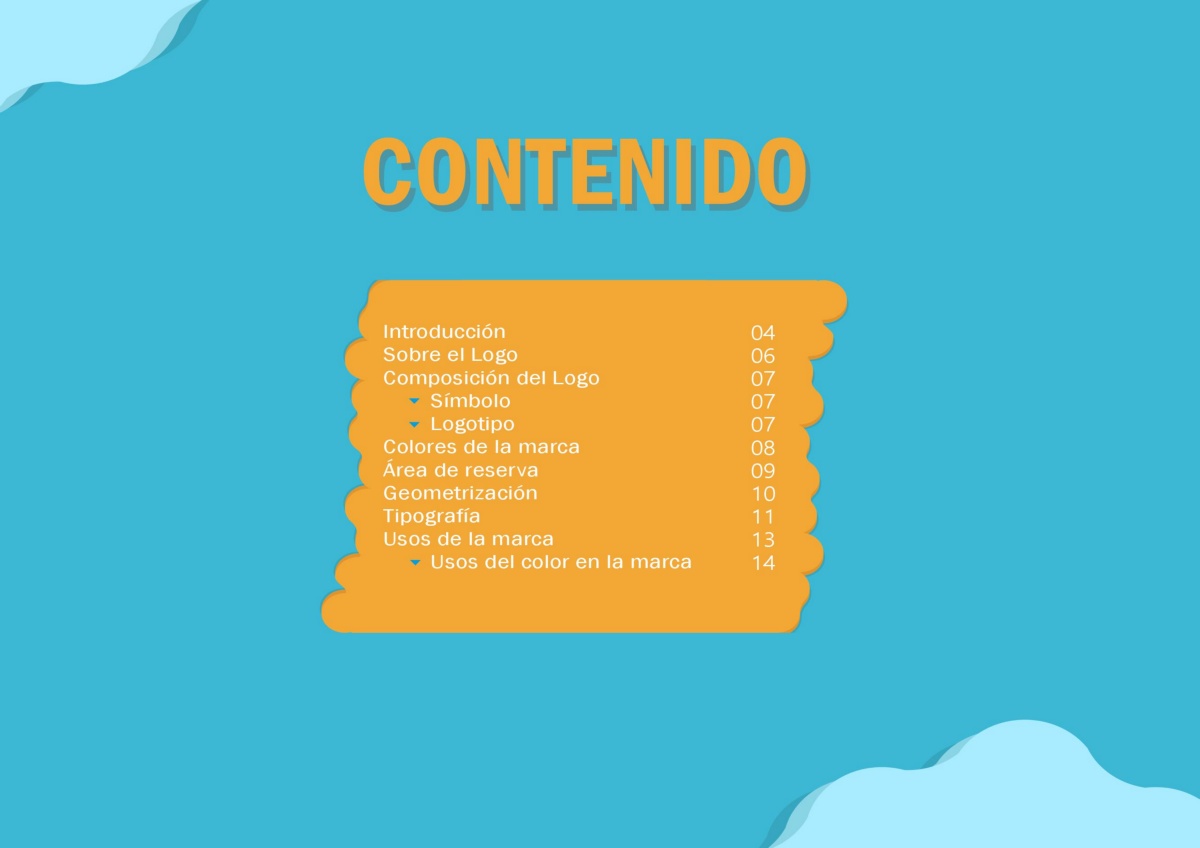 CONTENIDO
Introducción 04
Sobre el Logo 06
Composición del Logo 07
Símbolo 07
Logotipo 07
Colores de la marca 08
Área de reserva 09
Geometrización 10
Tipografía 11
Usos de la marca 13
Usos del color en la marca 14